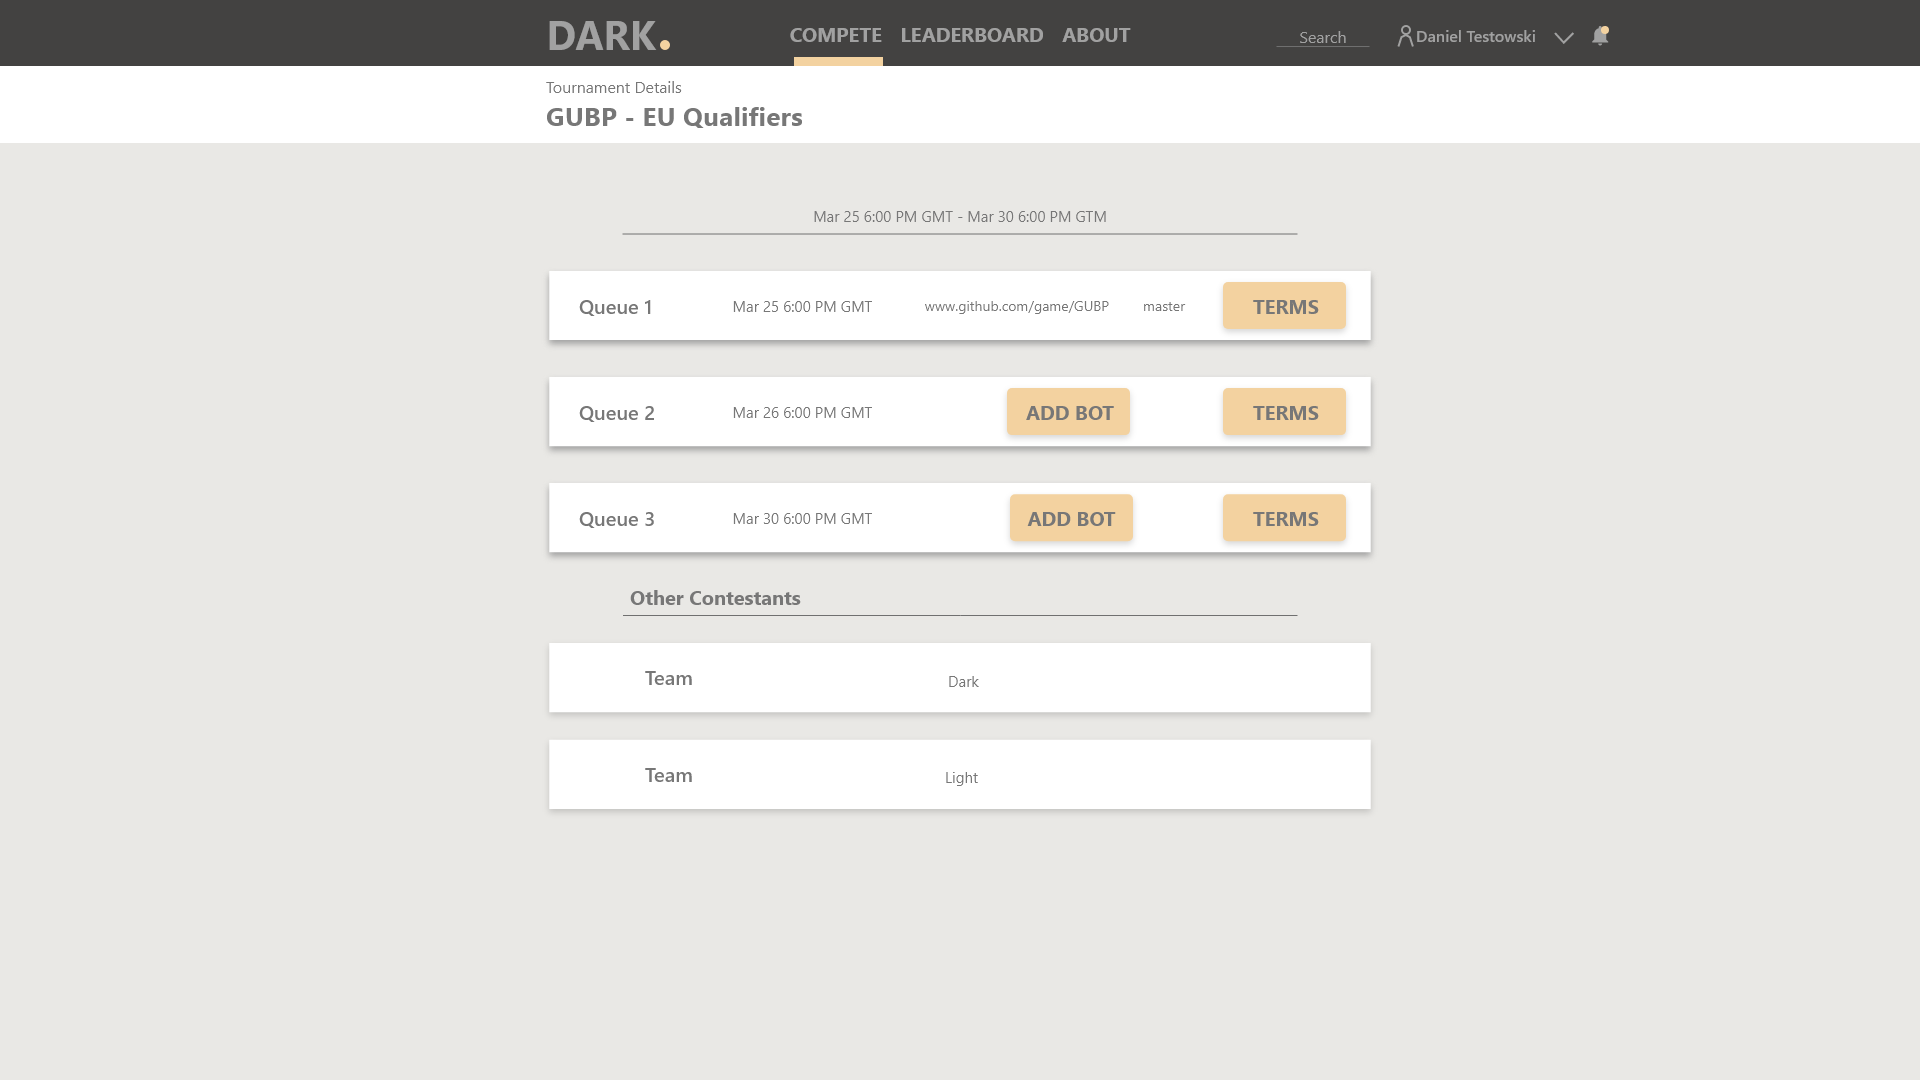 DARK.
COMPETE LEADERBOARD ABOUT Search Daniel Testowski
Tournament Details
GUBP - EU Qualifiers
Mar 25 6:00 PM GMT - Mar 30 6:00 PM GTM
Queue 1 Mar 25 6:00 PM GMT www.github.com/game/GUBP master TERMS
Queue 2 Mar 26 6:00 PM GMT ADD BOT TERMS
Queue 3 Mar 30 6:00 PM GMT ADD BOT TERMS
Other Contestants
Team Dark
Team Light